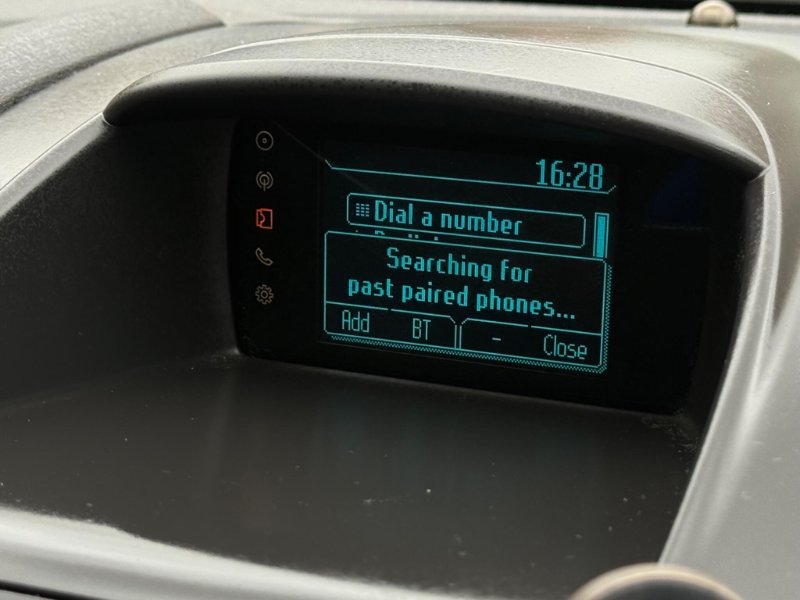 16:28
Dial a number
Searching for
past paired phones...
Add BT - Close